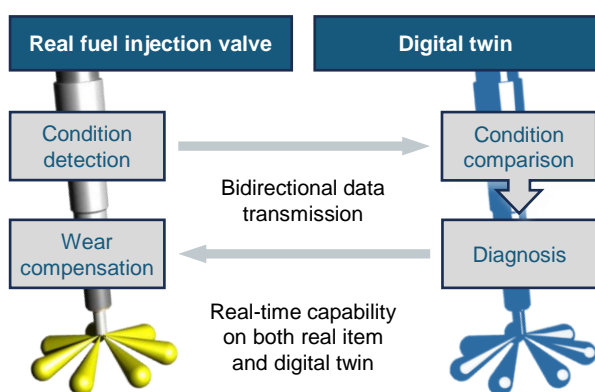 Real fuel injection valve
Digital twin
Condition
detection
Condition
comparison
Bidirectional data
transmission
Wear
compensation
Diagnosis
Real-time capability
on both real item
and digital twin